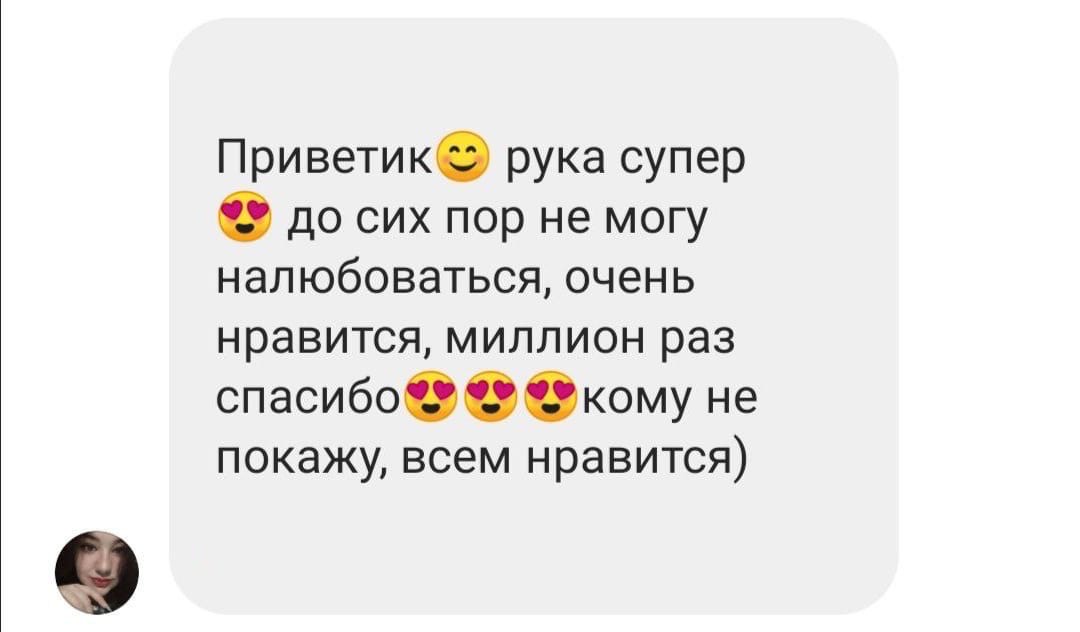 Приветик😊 рука супер
😍 до сих пор не могу
налюбоваться, очень
нравится, миллион раз
спасибо😍😍😍кому не
покажу, всем нравится)